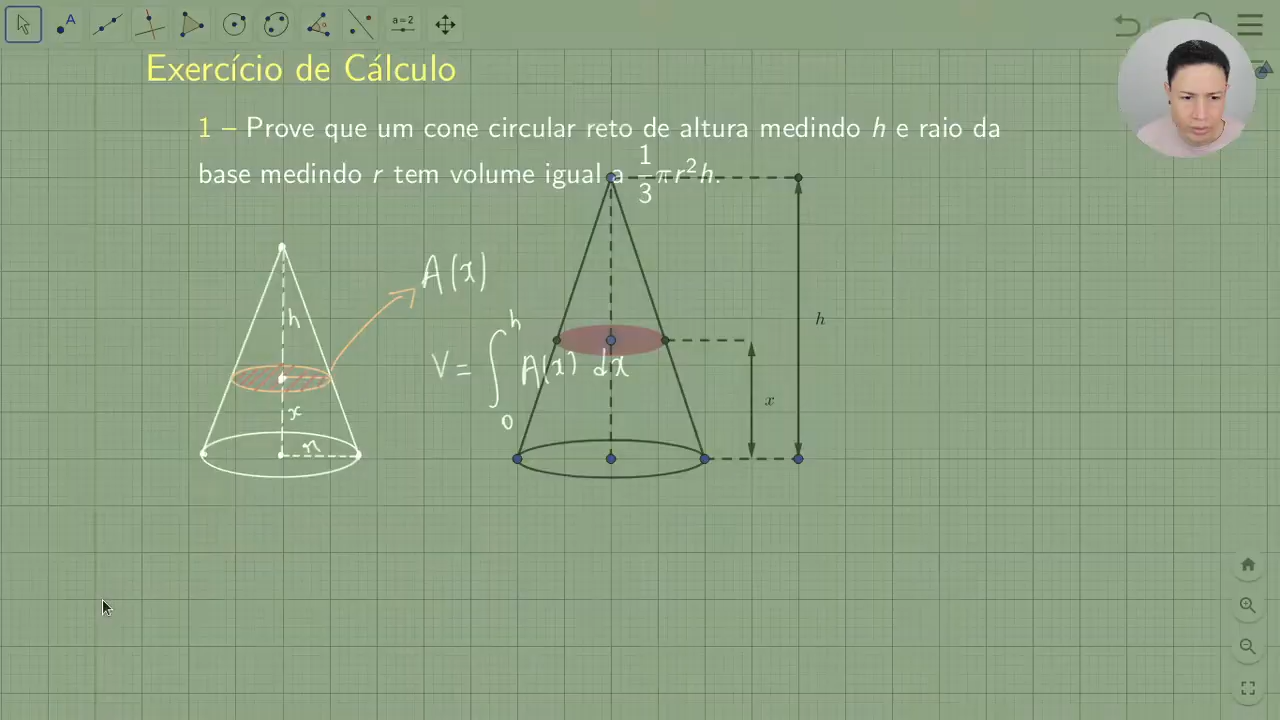 A
a=2
Exercício de Cálculo
1 – Prove que um cone circular reto de altura medindo h e raio da
base medindo r tem volume igual a 1/3 πr²h.
A(x)
h
x
r
V = ∫₀ʰ A(x) dx
h
x